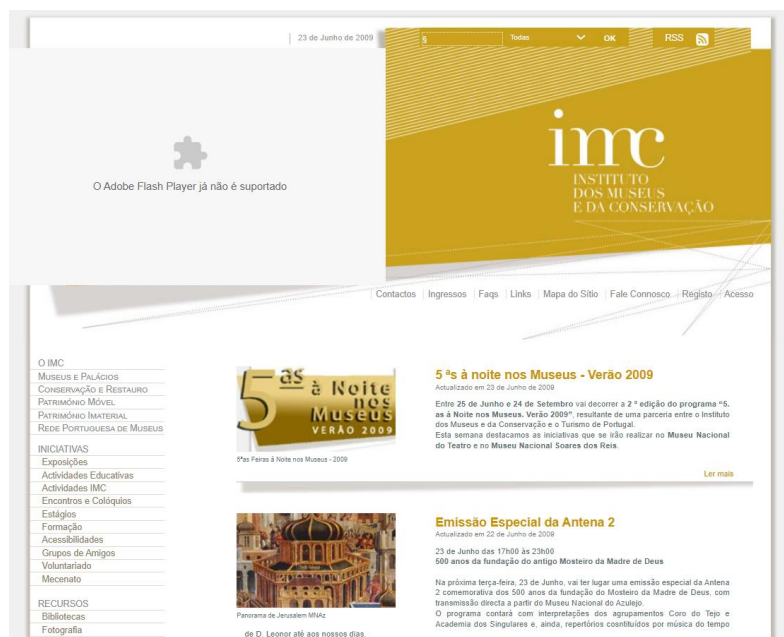 23 de Junho de 2009
§
Todas
OK
RSS
O Adobe Flash Player já não é suportado
imc
INSTITUTO
DOS MUSEUS
E DA CONSERVAÇÃO
Contactos | Ingressos | Faqs | Links | Mapa do Sítio | Fale Connosco | Registo | Acesso
O IMC
MUSEUS E PALÁCIOS
CONSERVAÇÃO E RESTAURO
PATRIMÓNIO MÓVEL
PATRIMÓNIO IMATERIAL
REDE PORTUGUESA DE MUSEUS
INICIATIVAS
Exposições
Actividades Educativas
Actividades IMC
Encontros e Colóquios
Estágios
Formação
Acessibilidades
Grupos de Amigos
Voluntariado
Mecenato
RECURSOS
Bibliotecas
Fotografia
5 as à Noite
nos
Museus
VERÃO 2009
5ªas Feiras à Noite nos Museus - 2009
5 ªs à noite nos Museus - Verão 2009
Actualizado em 23 de Junho de 2009
Entre 25 de Junho e 24 de Setembro vai decorrer a 2 ª edição do programa “5.
as á Noite nos Museus. Verão 2009”, resultante de uma parceria entre o Instituto
dos Museus e da Conservação e o Turismo de Portugal.
Esta semana destacamos as iniciativas que se irão realizar no Museu Nacional
do Teatro e no Museu Nacional Soares dos Reis.
Ler mais
Panorama de Jerusalem MNAz
Emissão Especial da Antena 2
Actualizado em 22 de Junho de 2009
23 de Junho das 17h00 às 23h00
500 anos da fundação do antigo Mosteiro da Madre de Deus
Na próxima terça-feira, 23 de Junho, vai ter lugar uma emissão especial da Antena
2 comemorativa dos 500 anos da fundação do Mosteiro da Madre de Deus, com
transmissão directa a partir do Museu Nacional do Azulejo.
O programa contará com interpretações dos agrupamentos Coro do Tejo e
Academia dos Singulares e, ainda, repertórios cosntituídos por música do tempo
de D. Leonor até aos nossos dias.